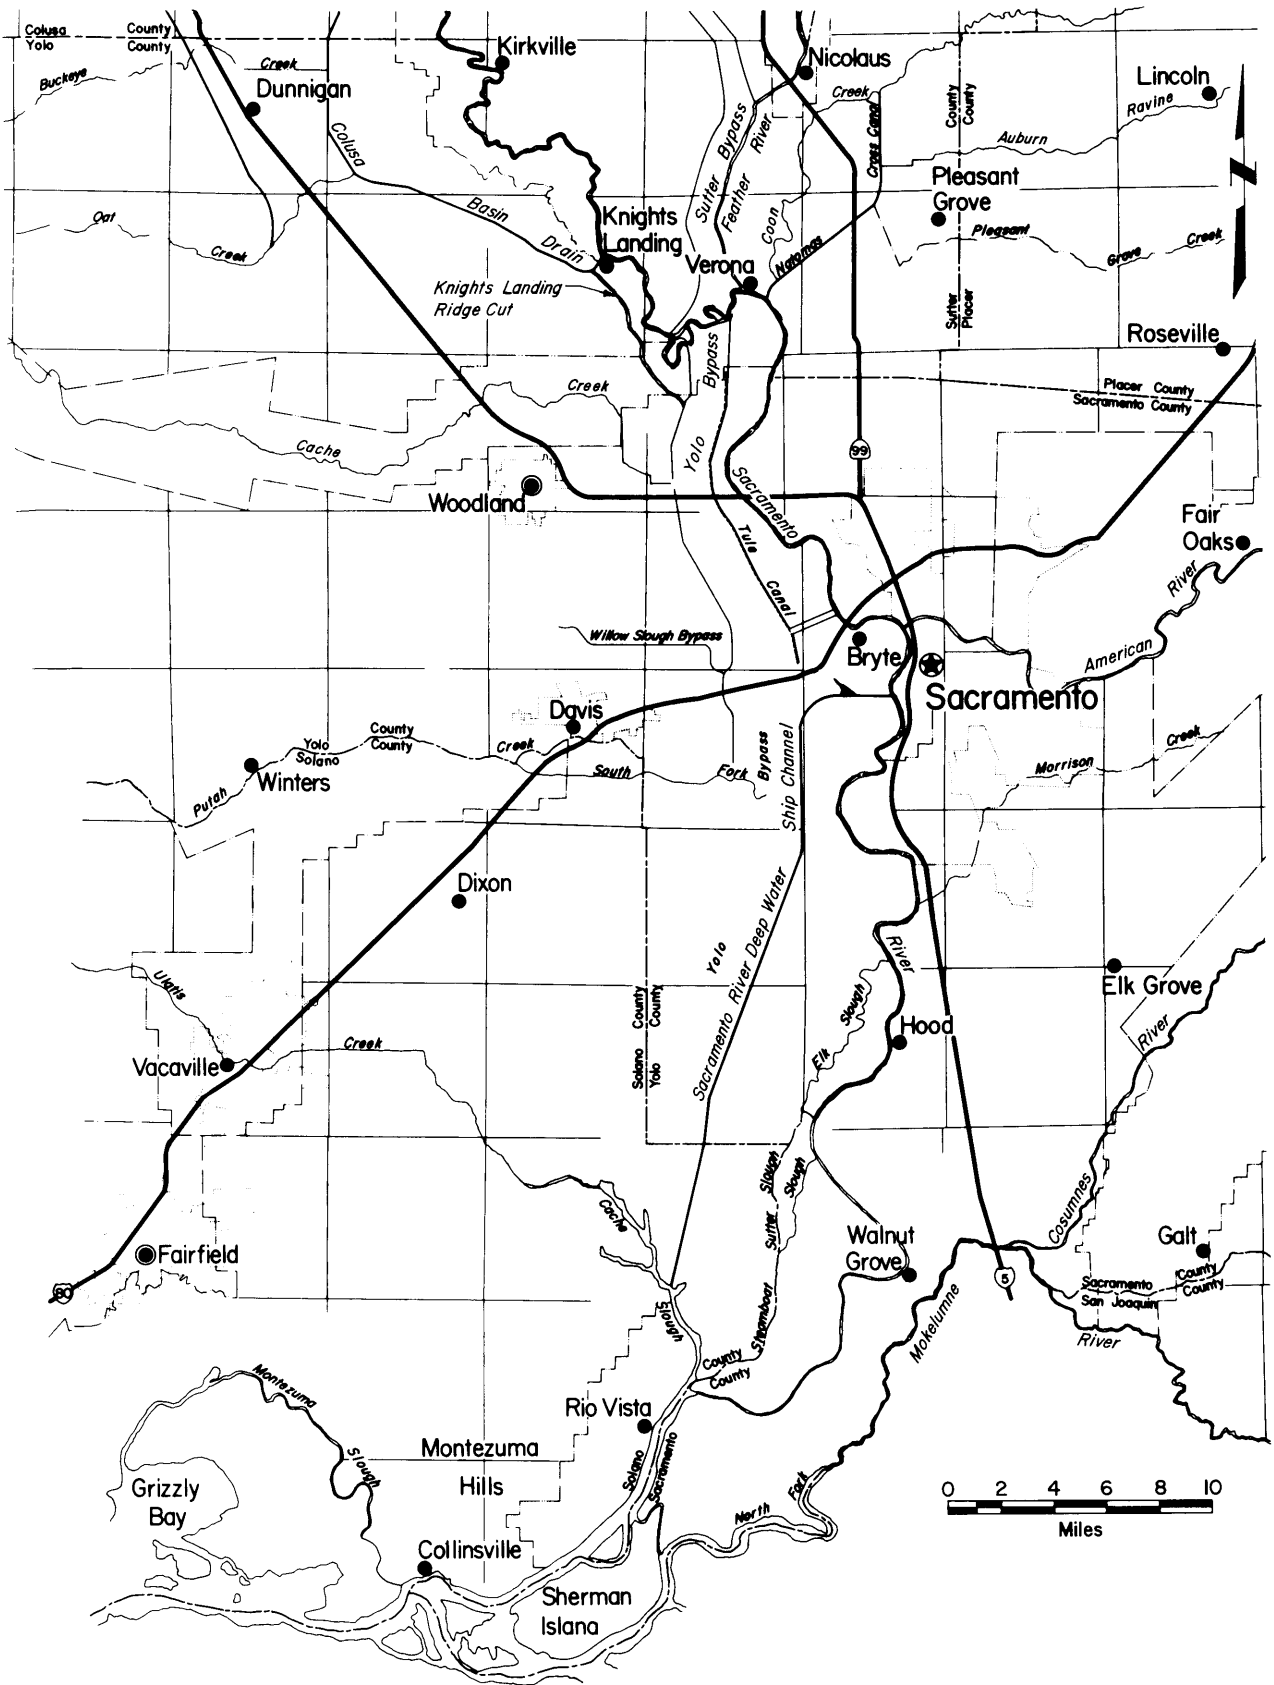 Colusa County
Yolo County
Kirkville
Nicolaus
Lincoln
Buckeye
Creek
Dunnigan
Creek
County
County
Ravine
Colusa
Sutter Bypass
River
Cross Canal
Auburn
Pleasant
Grove
Oat
Basin
Knights
Landing
Feather
Coon
Pleasant
Creek
Drain
Verona
Natomas
Grove
Creek
Knights Landing
Ridge Cut
Sutter
Placer
Roseville
Bypass
Creek
Placer County
Sacramento County
Cache
Yolo
99
Woodland
Sacramento
Fair
Oaks
Tule
Canal
River
Willow Slough Bypass
Bryte
American
Sacramento
Davis
County
County
Yolo
Solano
Creek
Bypass
Ship Channel
Creek
Winters
South
Fork
Morrison
Putah
Dixon
Yolo
Sacramento River Deep Water
River
Ulatis
County
County
Slough
Elk Grove
Hood
River
Vacaville
Creek
Solano
Yolo
Elk
Slough
Slough
Cache
Sutter
Cosumnes
Fairfield
Walnut
Grove
Galt
80
5
Sacramento County
San Joaquin County
Slough
Steamboat
Mokelumne
River
County
County
Montezuma
Rio Vista
Montezuma
Hills
Slough
Solano
Sacramento
Grizzly
Bay
Fork
North
0 2 4 6 8 10
Miles
Collinsville
Sherman
Islana